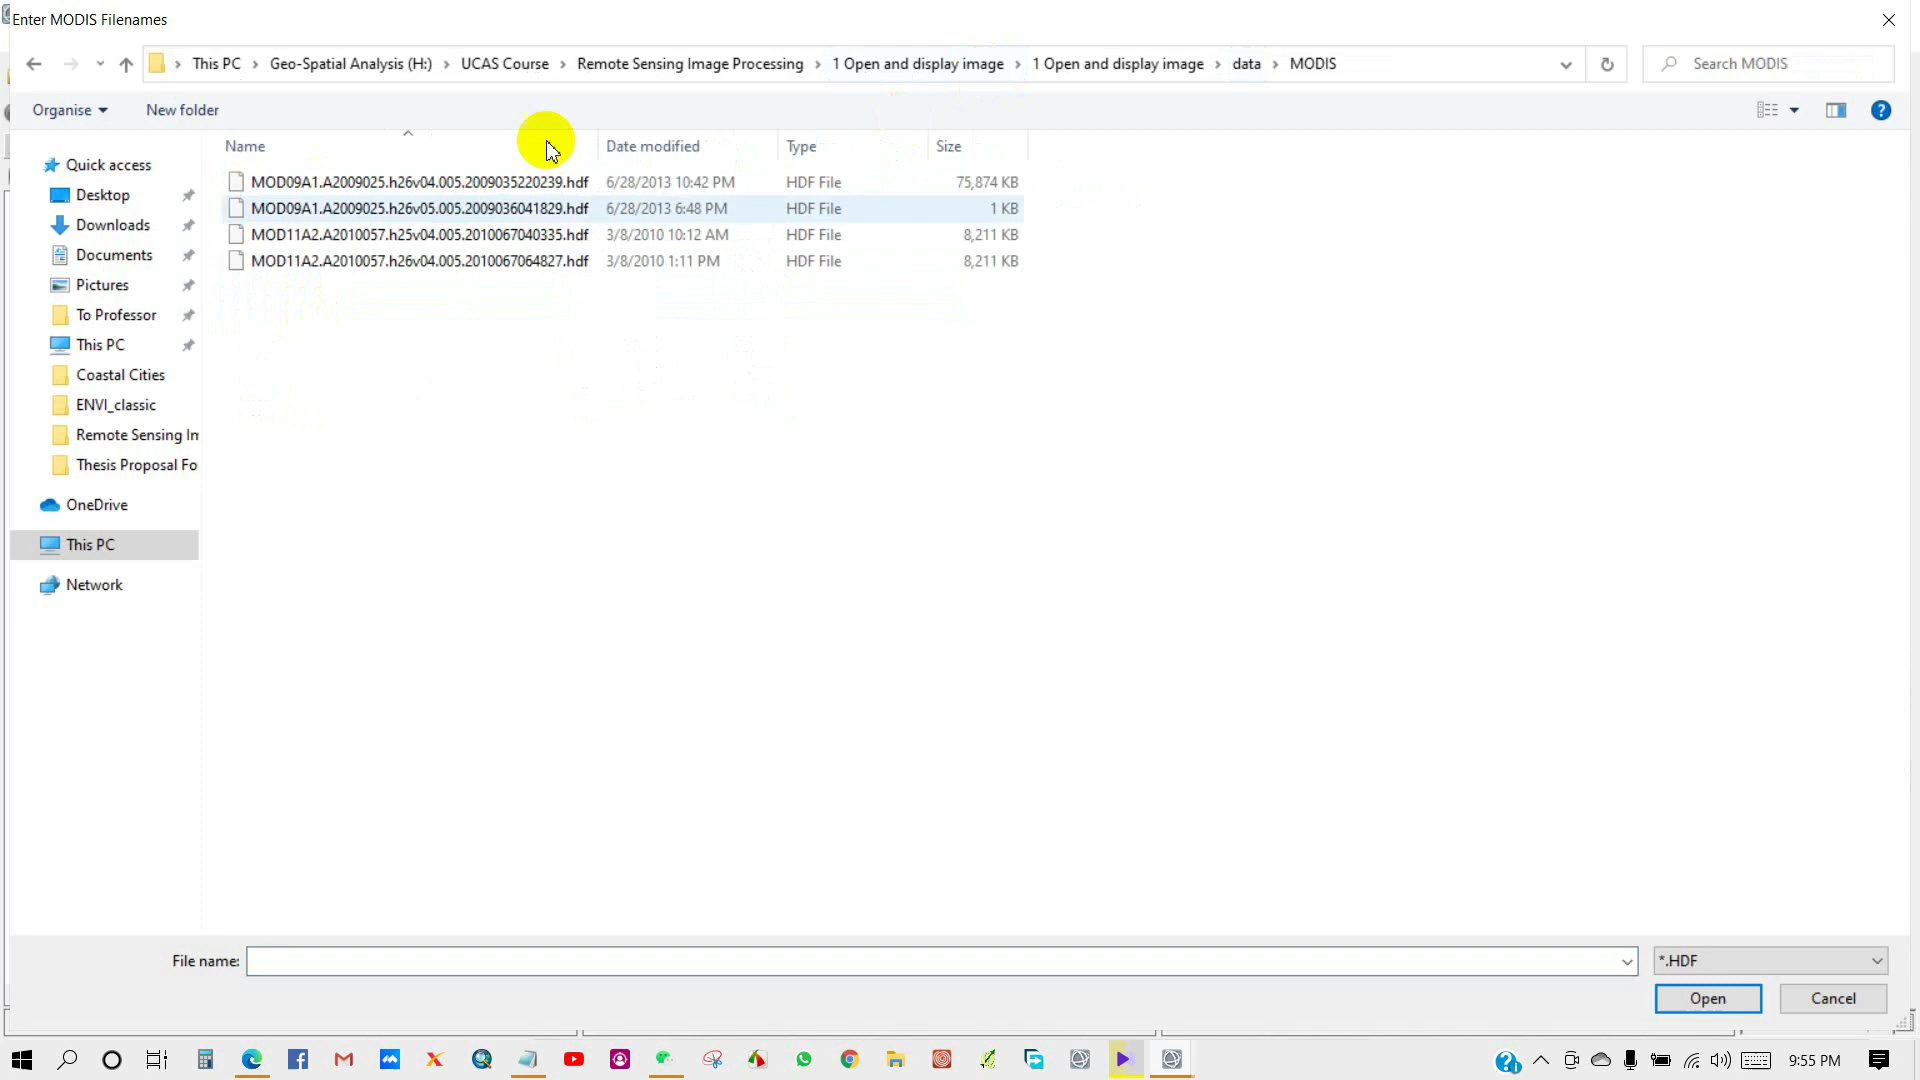 Enter MODIS Filenames
This PC Geo-Spatial Analysis (H:) UCAS Course Remote Sensing Image Processing 1 Open and display image 1 Open and display image data MODIS Search MODIS
Organise New folder
Name Date modified Type Size
Quick access
Desktop
Downloads
Documents
Pictures
To Professor
This PC
Coastal Cities
ENVI_classic
Remote Sensing In
Thesis Proposal Fo
OneDrive
This PC
Network
MOD09A1.A2009025.h26v04.005.2009035220239.hdf 6/28/2013 10:42 PM HDF File 75,874 KB
MOD09A1.A2009025.h26v05.005.2009036041829.hdf 6/28/2013 6:48 PM HDF File 1 KB
MOD11A2.A2010057.h25v04.005.2010067040335.hdf 3/8/2010 10:12 AM HDF File 8,211 KB
MOD11A2.A2010057.h26v04.005.2010067064827.hdf 3/8/2010 1:11 PM HDF File 8,211 KB
File name: *.HDF
Open Cancel
9:55 PM